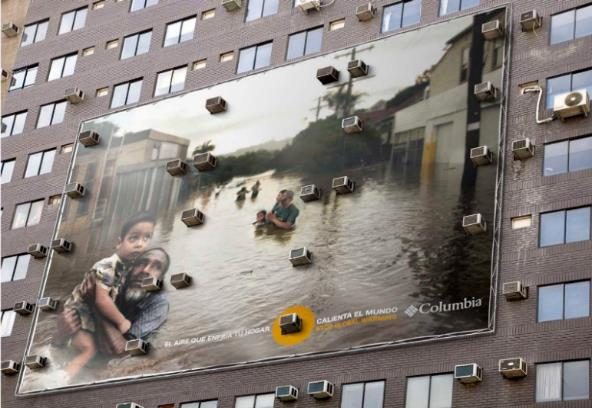 EL AIRE QUE ENFRÍA TU HOGAR
CALIENTA EL MUNDO
STOP GLOBAL WARMING
Columbia